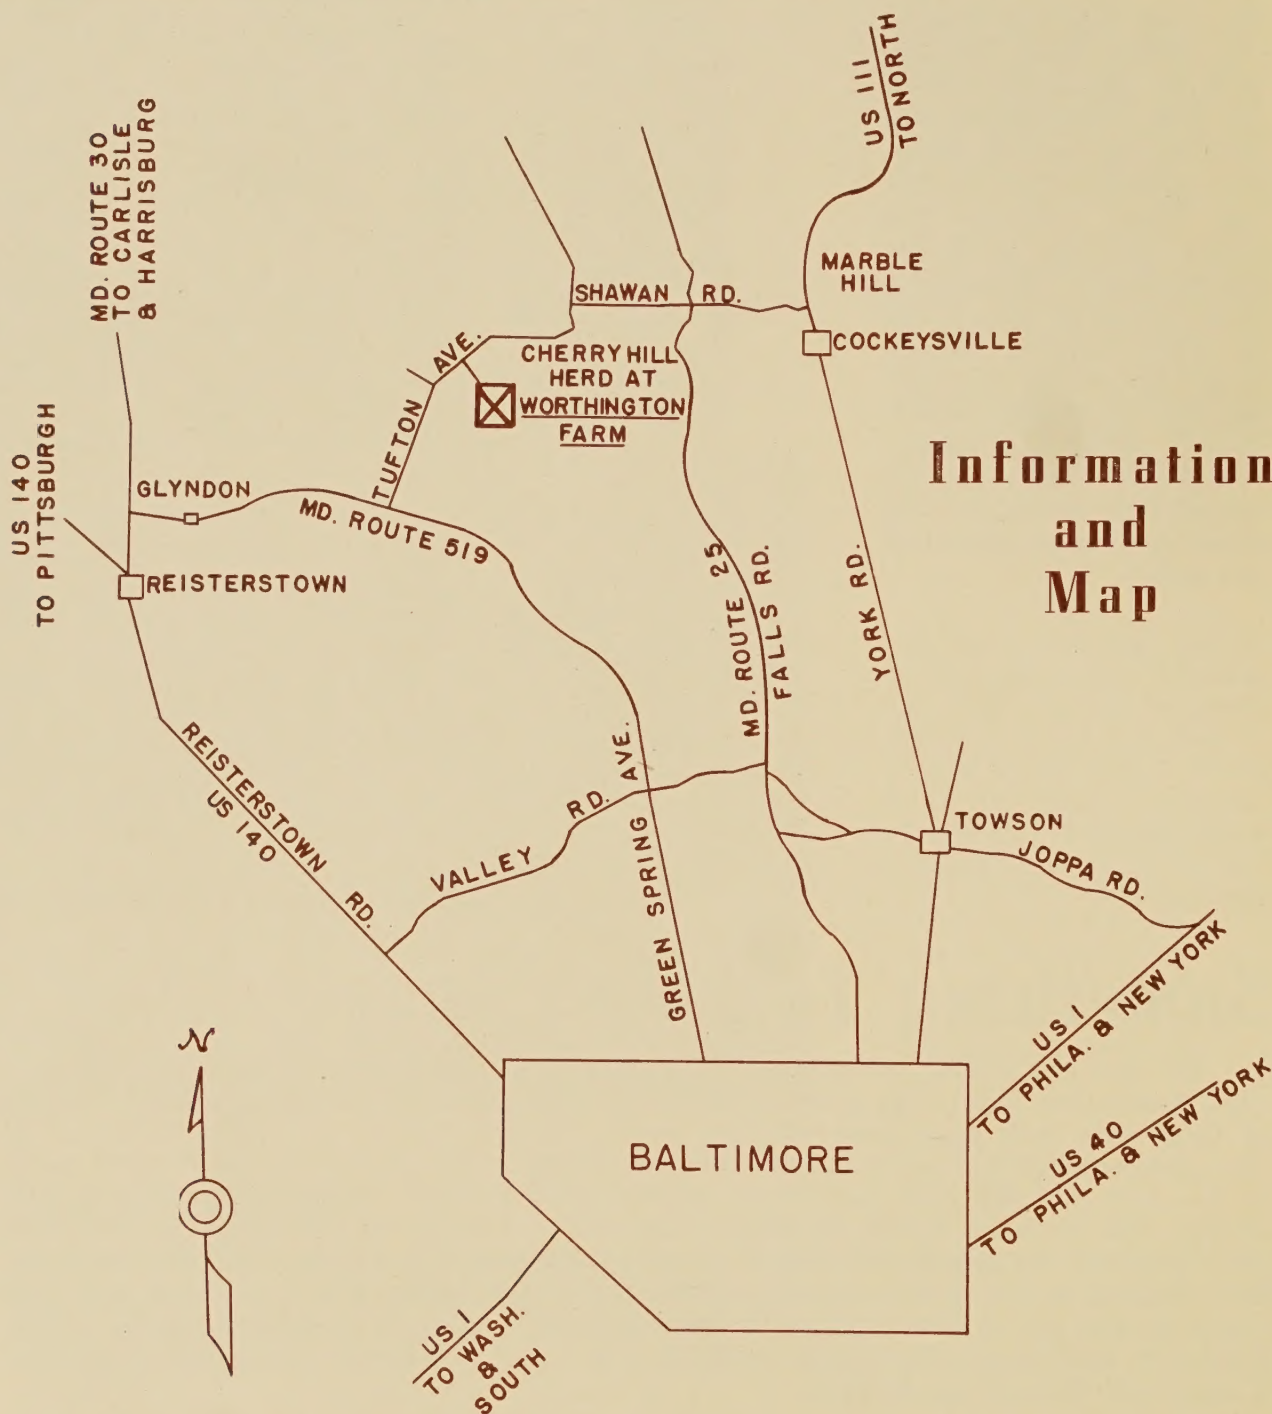 US 111
TO NORTH
MD. ROUTE 30
TO CARLISLE
& HARRISBURG
MARBLE
HILL
SHAWAN RD.
COCKEYSVILLE
TUFTON AVE.
CHERRY HILL
HERD AT
WORTHINGTON
FARM
Information
and
Map
US 140
TO PITTSBURGH
GLYNDON
MD. ROUTE 519
REISTERSTOWN
MD. ROUTE 25
FALLS RD.
YORK RD.
REISTERSTOWN RD.
US 140
VALLEY RD.
GREEN SPRING AVE.
TOWSON
JOPPA RD.
N
US 1
TO PHILA. & NEW YORK
US 40
TO PHILA. & NEW YORK
BALTIMORE
US 1
TO WASH.
&
SOUTH